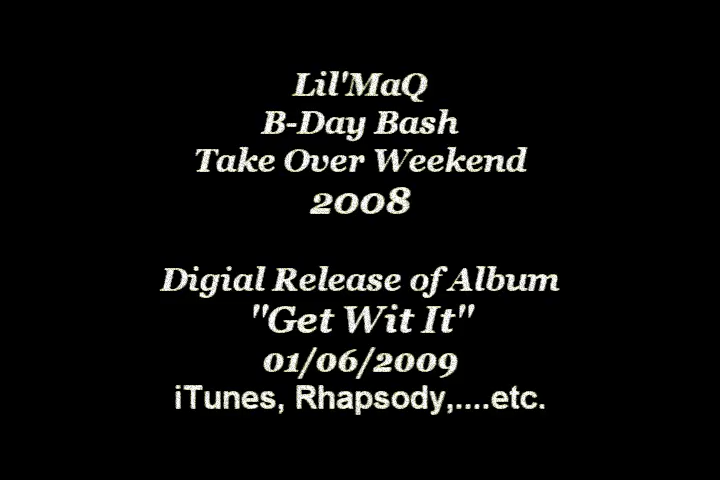 Lil'MaQ
B-Day Bash
Take Over Weekend
2008
Digial Release of Album
"Get Wit It"
01/06/2009
iTunes, Rhapsody,....etc.